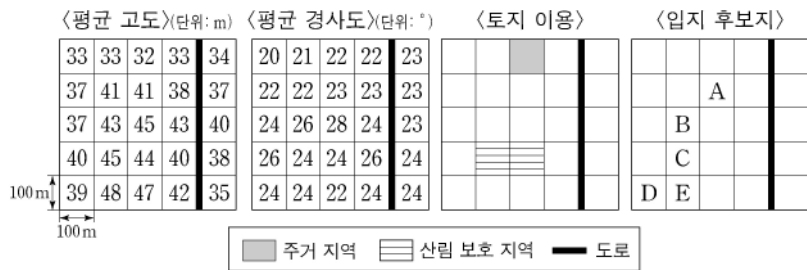 〈평균 고도〉(단위: m) 〈평균 경사도〉(단위: °) 〈토지 이용〉 〈입지 후보지〉
33 33 32 33 34 20 21 22 22 23
37 41 41 38 37 22 22 23 23 23 A
37 43 45 43 40 24 26 28 24 23 B
40 45 44 40 38 26 24 24 26 24 C
100m 39 48 47 42 35 24 24 22 24 24 D E
100m
주거 지역 산림 보호 지역 도로